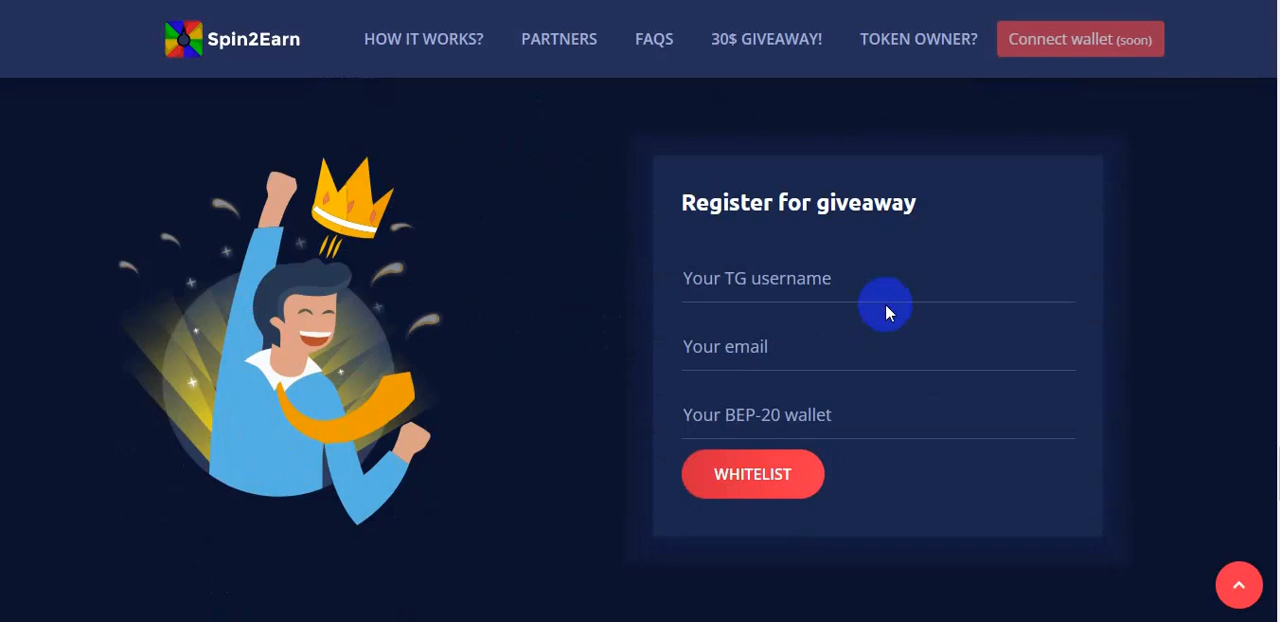 Spin2Earn
HOW IT WORKS?
PARTNERS
FAQS
30$ GIVEAWAY!
TOKEN OWNER?
Connect wallet (soon)
Register for giveaway
Your TG username
Your email
Your BEP-20 wallet
WHITELIST